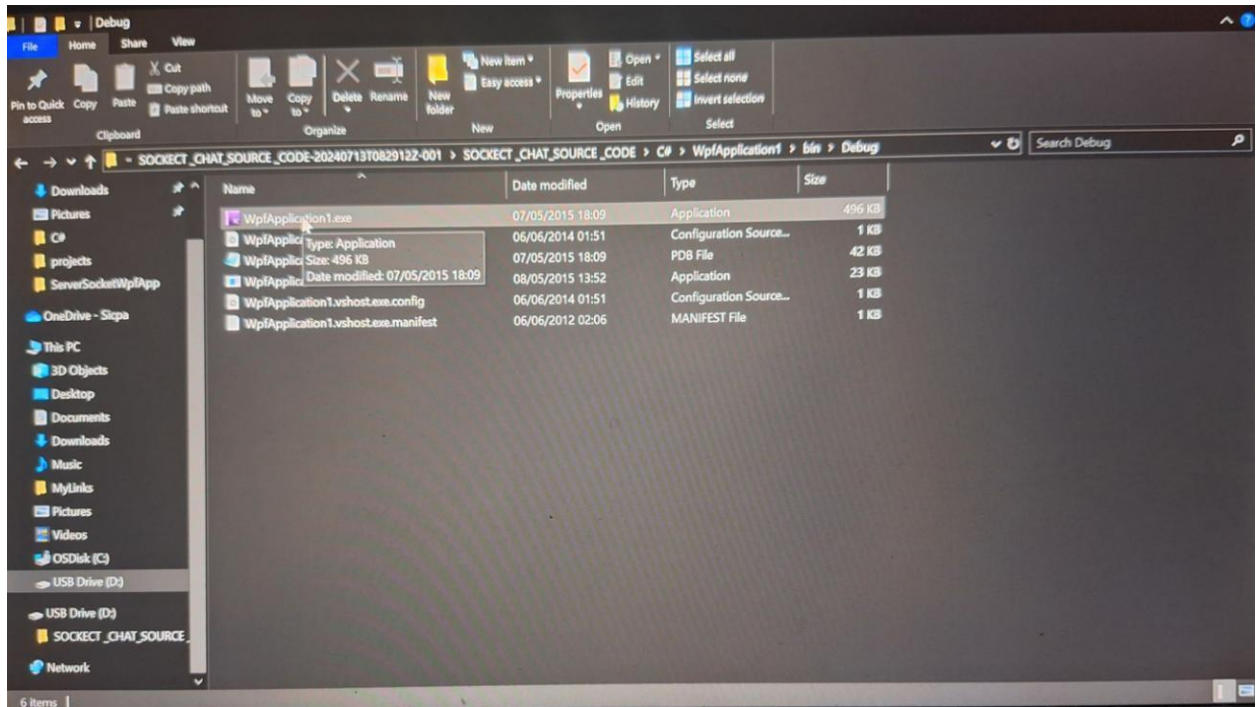 Debug
File Home Share View
Pin to Quick access
Copy
Paste
Cut
Copy path
Paste shortcut
Clipboard
Move to
Copy to
Delete
Rename
Organize
New folder
New item
Easy access
New
Properties
Open
Edit
History
Open
Select all
Select none
Invert selection
Select
SOCKECT_CHAT_SOURCE_CODE-20240713T082912Z-001 > SOCKECT_CHAT_SOURCE_CODE > C# > WpfApplication1 > bin > Debug
Search Debug
Name Date modified Type Size
WpfApplication1.exe 07/05/2015 18:09 Application 496 KB
WpfApplic 06/06/2014 01:51 Configuration Source... 1 KB
WpfApplic 07/05/2015 18:09 PDB File 42 KB
WpfApplic 08/05/2015 13:52 Application 23 KB
WpfApplication1.vshost.exe.config 06/06/2014 01:51 Configuration Source... 1 KB
WpfApplication1.vshost.exe.manifest 06/06/2012 02:06 MANIFEST File 1 KB
Type: Application
Size: 496 KB
Date modified: 07/05/2015 18:09
Downloads
Pictures
C#
projects
ServerSocketWpfApp
OneDrive - Sicpa
This PC
3D Objects
Desktop
Documents
Downloads
Music
MyLinks
Pictures
Videos
OSDisk (C:)
USB Drive (D:)
USB Drive (D:)
SOCKECT_CHAT_SOURCE_
Network
6 items